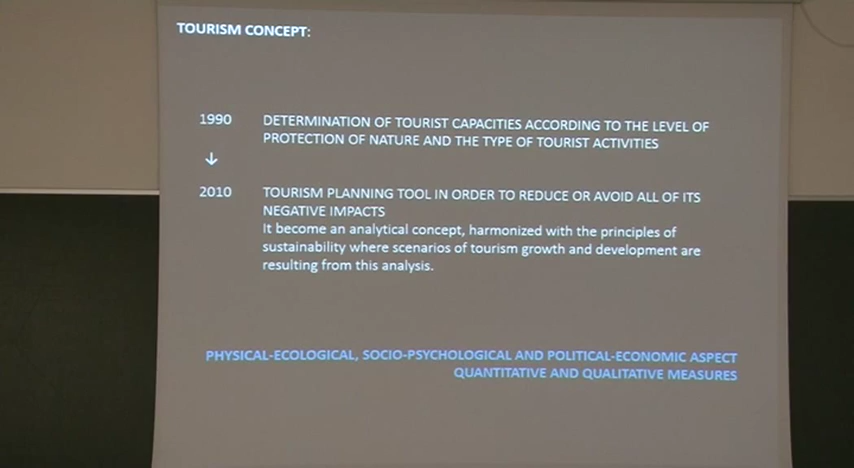 TOURISM CONCEPT:
1990
DETERMINATION OF TOURIST CAPACITIES ACCORDING TO THE LEVEL OF
PROTECTION OF NATURE AND THE TYPE OF TOURIST ACTIVITIES
↓
2010
TOURISM PLANNING TOOL IN ORDER TO REDUCE OR AVOID ALL OF ITS
NEGATIVE IMPACTS
It become an analytical concept, harmonized with the principles of
sustainability where scenarios of tourism growth and development are
resulting from this analysis.
PHYSICAL-ECOLOGICAL, SOCIO-PSYCHOLOGICAL AND POLITICAL-ECONOMIC ASPECT
QUANTITATIVE AND QUALITATIVE MEASURES